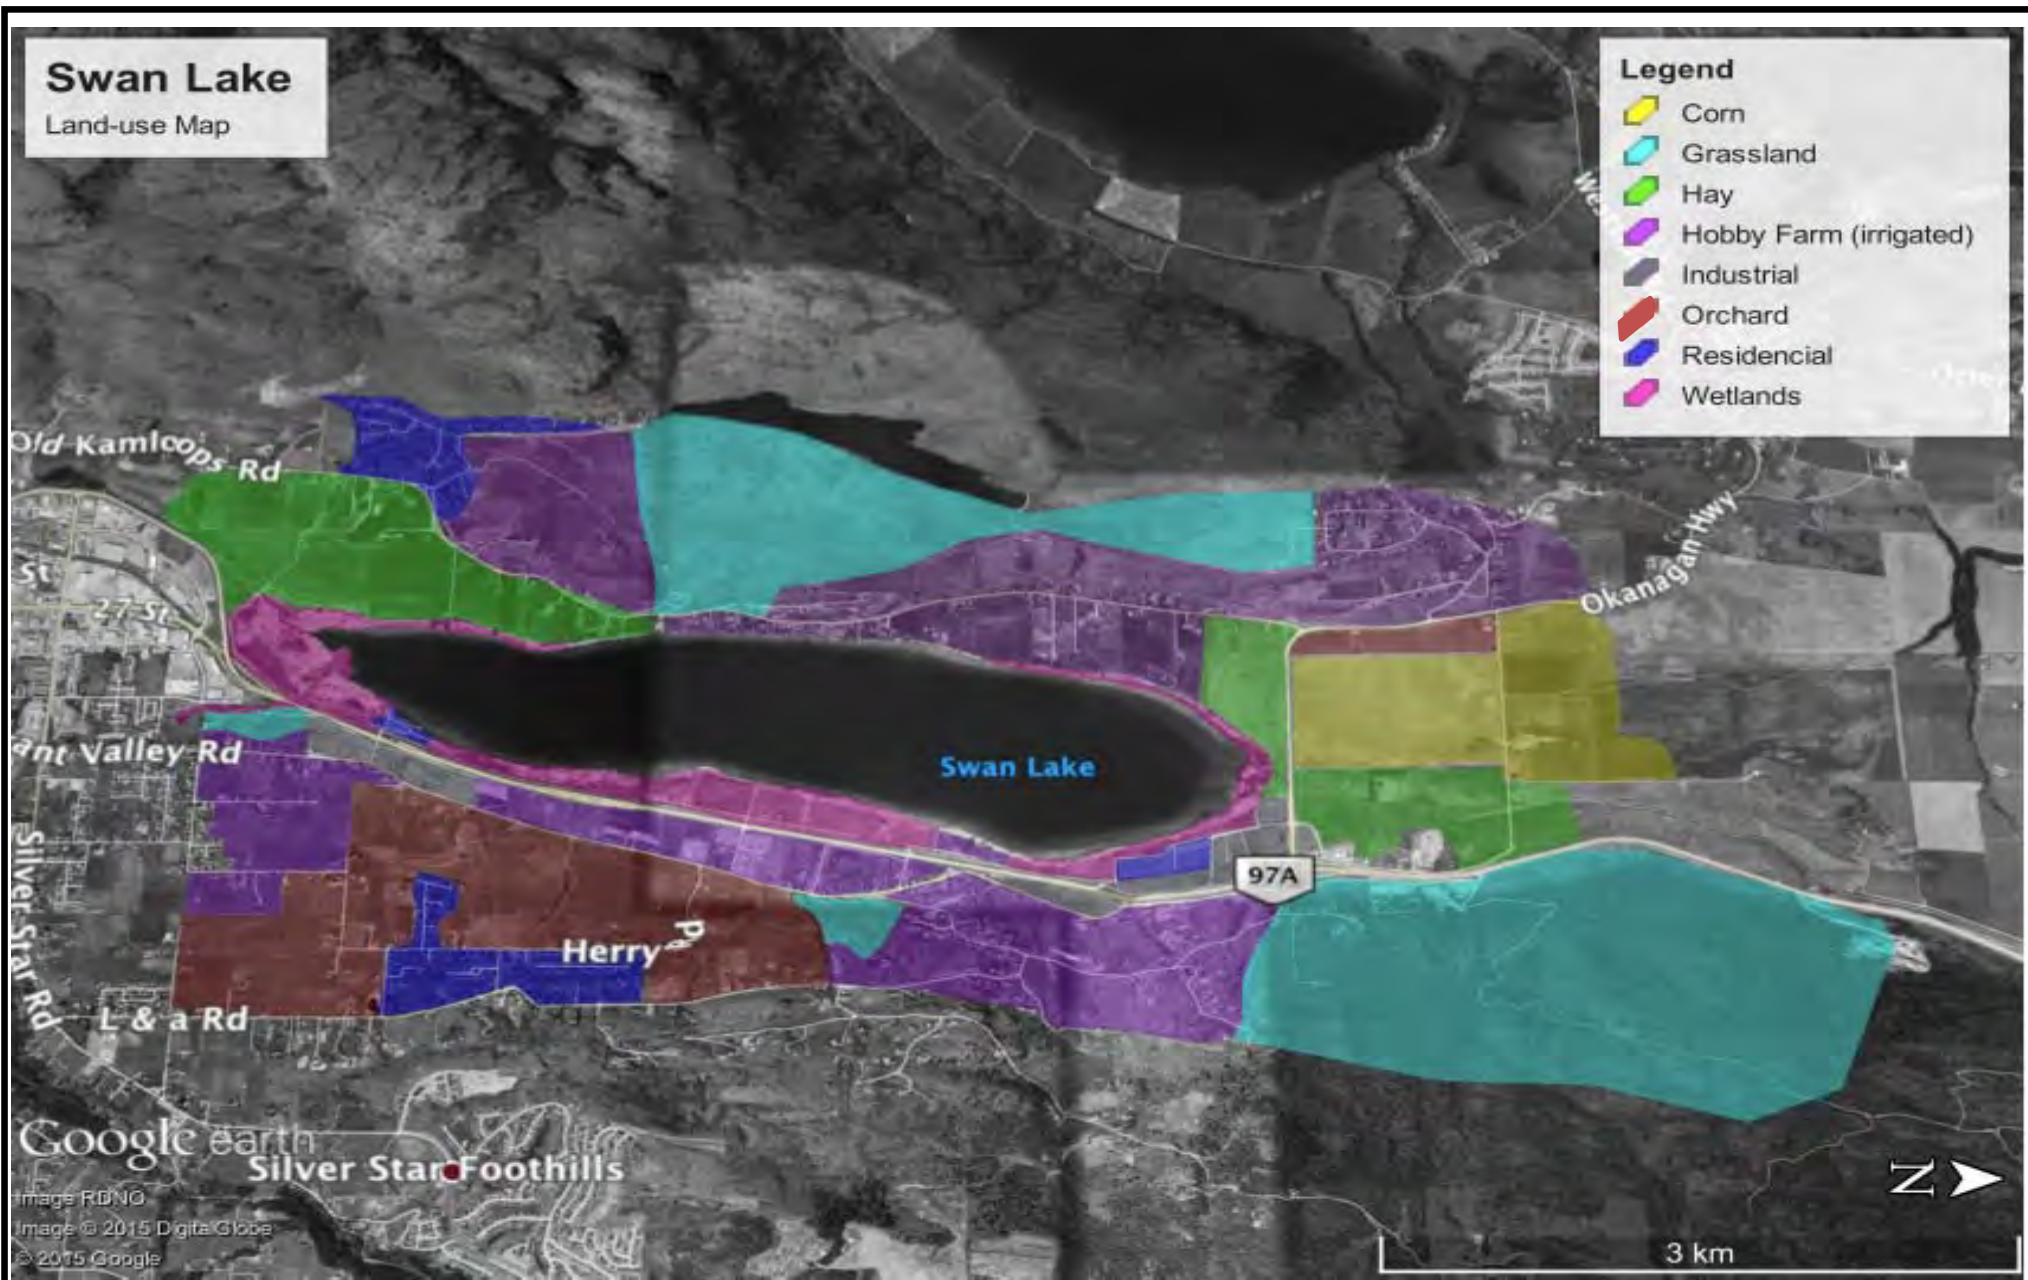 Swan Lake
Land-use Map
Legend
Corn
Grassland
Hay
Hobby Farm (irrigated)
Industrial
Orchard
Residencial
Wetlands
Old Kamloops Rd
St
27 St
ant Valley Rd
Silver Star Rd
Okanagan Hwy
Swan Lake
97A
Herry Rd
L & a Rd
Google earth
Silver Star Foothills
Image RDNO
Image © 2015 DigitalGlobe
© 2015 Google
N
3 km